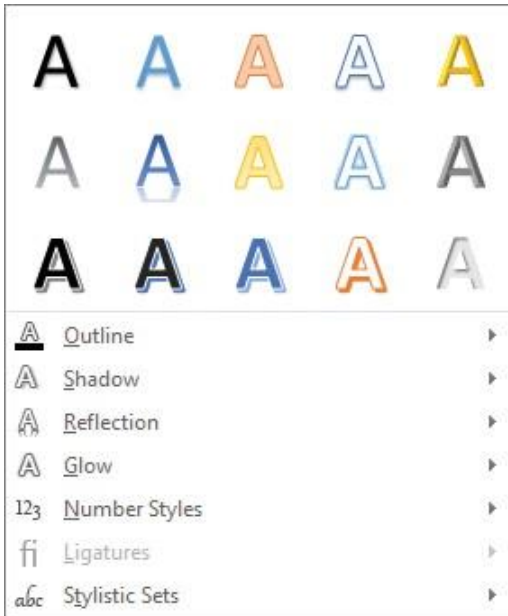 A A A A A
A A A A A
A A A A A
A Outline
A Shadow
A Reflection
A Glow
123 Number Styles
fi Ligatures
abc Stylistic Sets